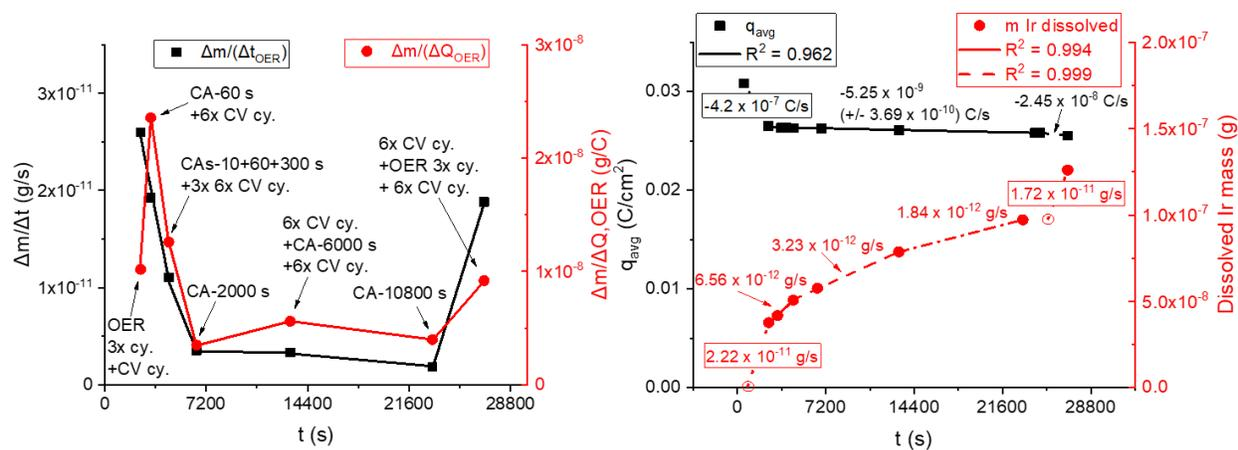 Δm/(Δt_OER)
Δm/(ΔQ_OER)
3x10⁻⁸
3x10⁻¹¹
CA-60 s
+6x CV cy.
CAs-10+60+300 s
+3x 6x CV cy.
6x CV cy.
+OER 3x cy.
+ 6x CV cy.
2x10⁻⁸
2x10⁻¹¹
6x CV cy.
+CA-6000 s
+6x CV cy.
1x10⁻⁸
1x10⁻¹¹
CA-2000 s
CA-10800 s
OER
3x cy.
+CV cy.
0
0
0
7200
14400
21600
28800
t (s)
Δm/Δt (g/s)
Δm/ΔQ,OER (g/C)
q_avg
R² = 0.962
m Ir dissolved
R² = 0.994
R² = 0.999
2.0x10⁻⁷
0.03
-4.2 x 10⁻⁷ C/s
-5.25 x 10⁻⁹
(+/- 3.69 x 10⁻¹⁰) C/s
-2.45 x 10⁻⁸ C/s
1.5x10⁻⁷
0.02
1.72 x 10⁻¹¹ g/s
1.84 x 10⁻¹² g/s
1.0x10⁻⁷
3.23 x 10⁻¹² g/s
6.56 x 10⁻¹² g/s
0.01
5.0x10⁻⁸
2.22 x 10⁻¹¹ g/s
0.00
0.0
0
7200
14400
21600
28800
t (s)
q_avg (C/cm²)
Dissolved Ir mass (g)